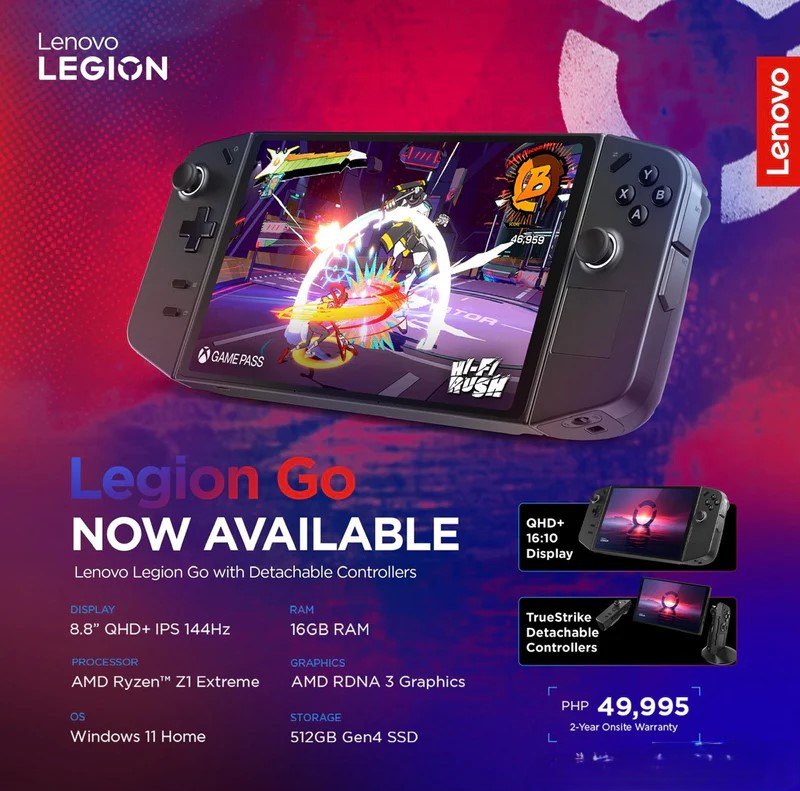 Lenovo
LEGION
Lenovo
Y
X
B
A
LB
46,959
GAME PASS
HI-FI
RUSH
Legion Go
NOW AVAILABLE
Lenovo Legion Go with Detachable Controllers
DISPLAY
8.8” QHD+ IPS 144Hz
RAM
16GB RAM
PROCESSOR
AMD Ryzen™ Z1 Extreme
GRAPHICS
AMD RDNA 3 Graphics
OS
Windows 11 Home
STORAGE
512GB Gen4 SSD
QHD+
16:10
Display
TrueStrike
Detachable
Controllers
PHP 49,995
2-Year Onsite Warranty